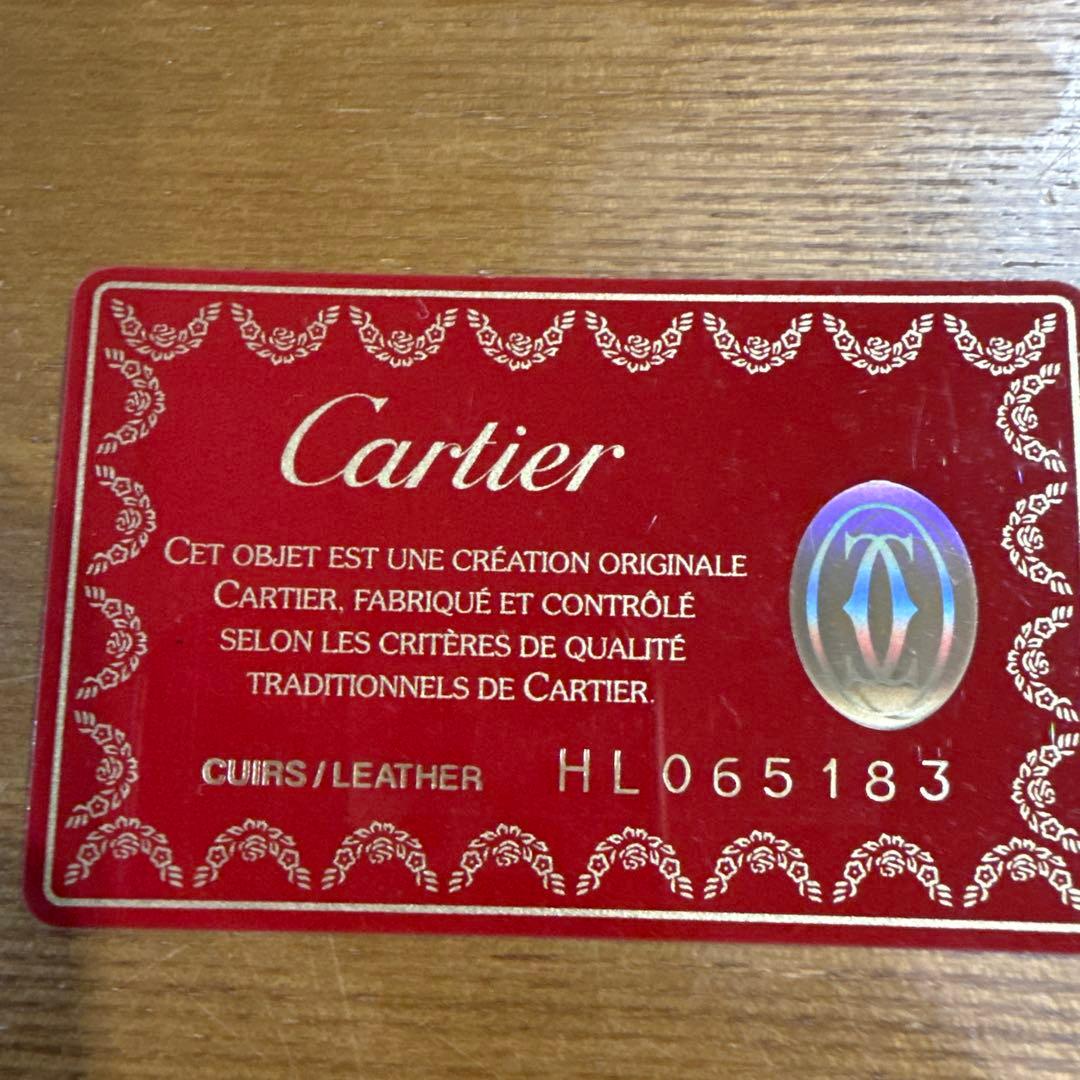 Cartier
CET OBJET EST UNE CRÉATION ORIGINALE
CARTIER, FABRIQUÉ ET CONTRÔLÉ
SELON LES CRITÈRES DE QUALITÉ
TRADITIONNELS DE CARTIER.
CUIRS/LEATHER HL065183